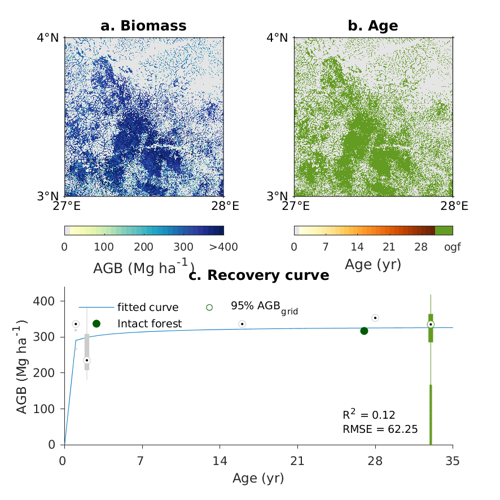 a. Biomass
b. Age
4°N
3°N
27°E
28°E
4°N
3°N
27°E
28°E
0 100 200 300 >400
AGB (Mg ha⁻¹)
0 7 14 21 28 ogf
Age (yr)
c. Recovery curve
400
300
200
100
0
AGB (Mg ha⁻¹)
fitted curve
Intact forest
95% AGB_grid
R² = 0.12
RMSE = 62.25
0 7 14 21 28 35
Age (yr)